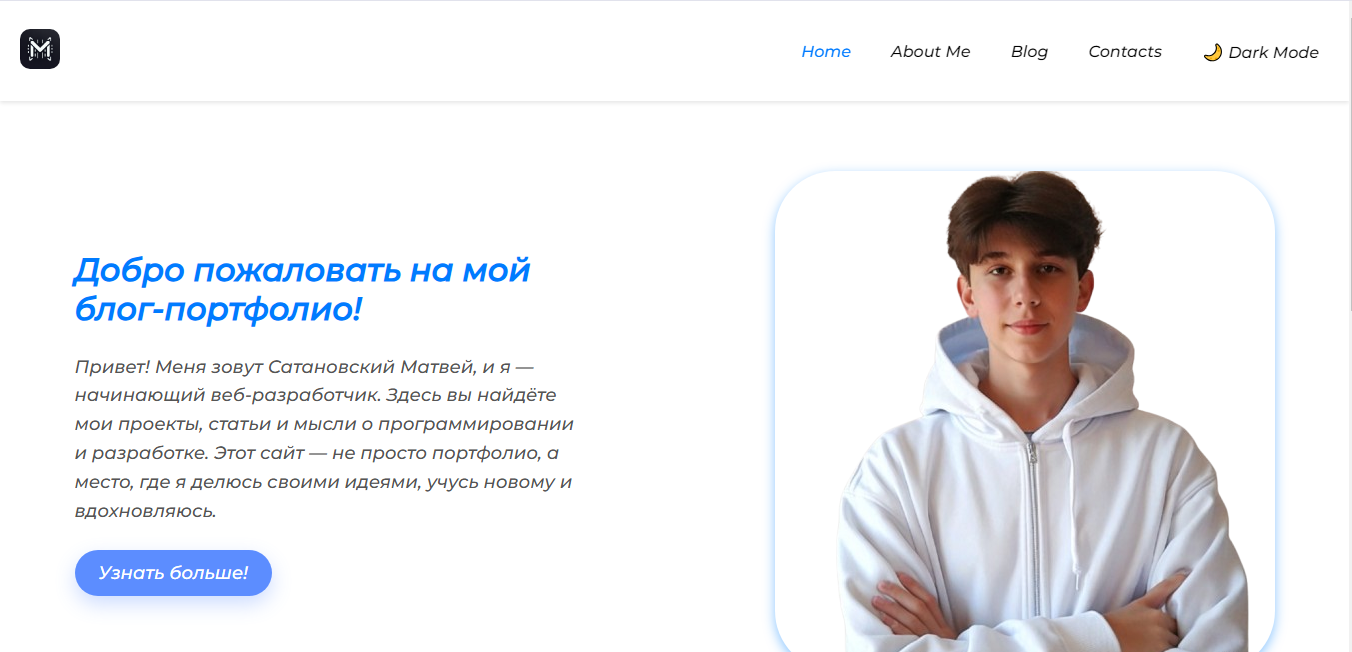 M
Home
About Me
Blog
Contacts
🌙 Dark Mode
Добро пожаловать на мой
блог-портфолио!
Привет! Меня зовут Сатановский Матвей, и я —
начинающий веб-разработчик. Здесь вы найдёте
мои проекты, статьи и мысли о программировании
и разработке. Этот сайт — не просто портфолио, а
место, где я делюсь своими идеями, учусь новому и
вдохновляюсь.
Узнать больше!